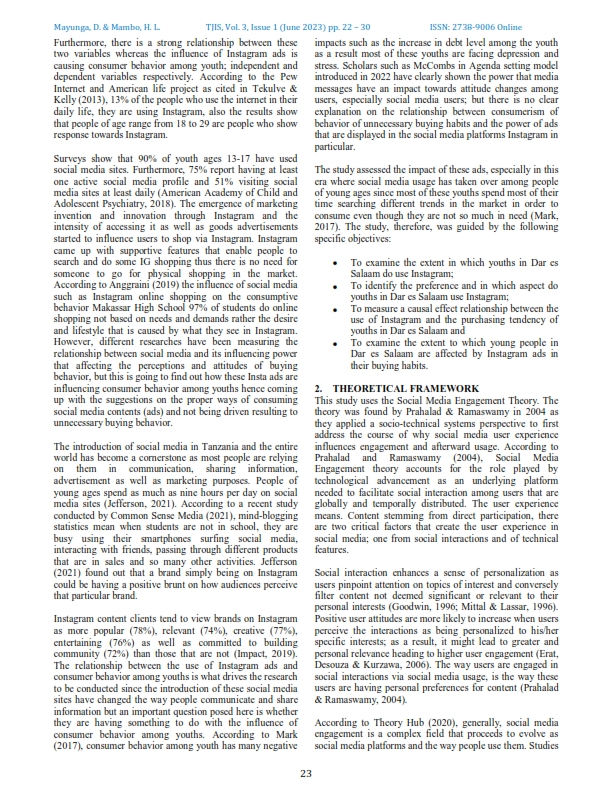 Mayunga, D. & Mambo, H. L. TJIS, Vol. 3, Issue 1 (June 2023) pp. 22 – 30 ISSN: 2738-9006 Online
Furthermore, there is a strong relationship between these
two variables whereas the influence of Instagram ads is
causing consumer behavior among youth; independent and
dependent variables respectively. According to the Pew
Internet and American life project as cited in Tekulve &
Kelly (2013), 13% of the people who use the internet in their
daily life, they are using Instagram, also the results show
that people of age range from 18 to 29 are people who show
response towards Instagram.
Surveys show that 90% of youth ages 13-17 have used
social media sites. Furthermore, 75% report having at least
one active social media profile and 51% visiting social
media sites at least daily (American Academy of Child and
Adolescent Psychiatry, 2018). The emergence of marketing
invention and innovation through Instagram and the
intensity of accessing it as well as goods advertisements
started to influence users to shop via Instagram. Instagram
came up with supportive features that enable people to
search and do some IG shopping thus there is no need for
someone to go for physical shopping in the market.
According to Anggraini (2019) the influence of social media
such as Instagram online shopping on the consumptive
behavior Makassar High School 97% of students do online
shopping not based on needs and demands rather the desire
and lifestyle that is caused by what they see in Instagram.
However, different researches have been measuring the
relationship between social media and its influencing power
that affecting the perceptions and attitudes of buying
behavior, but this is going to find out how these Insta ads are
influencing consumer behavior among youths hence coming
up with the suggestions on the proper ways of consuming
social media contents (ads) and not being driven resulting to
unnecessary buying behavior.
The introduction of social media in Tanzania and the entire
world has become a cornerstone as most people are relying
on them in communication, sharing information,
advertisement as well as marketing purposes. People of
young ages spend as much as nine hours per day on social
media sites (Jefferson, 2021). According to a recent study
conducted by Common Sense Media (2021), mind-blogging
statistics mean when students are not in school, they are
busy using their smartphones surfing social media,
interacting with friends, passing through different products
that are in sales and so many other activities. Jefferson
(2021) found out that a brand simply being on Instagram
could be having a positive brunt on how audiences perceive
that particular brand.
Instagram content clients tend to view brands on Instagram
as more popular (78%), relevant (74%), creative (77%),
entertaining (76%) as well as committed to building
community (72%) than those that are not (Impact, 2019).
The relationship between the use of Instagram ads and
consumer behavior among youths is what drives the research
to be conducted since the introduction of these social media
sites have changed the way people communicate and share
information but an important question posed here is whether
they are having something to do with the influence of
consumer behavior among youths. According to Mark
(2017), consumer behavior among youth has many negative
impacts such as the increase in debt level among the youth
as a result most of these youths are facing depression and
stress. Scholars such as McCombs in Agenda setting model
introduced in 2022 have clearly shown the power that media
messages have an impact towards attitude changes among
users, especially social media users; but there is no clear
explanation on the relationship between consumerism of
behavior of unnecessary buying habits and the power of ads
that are displayed in the social media platforms Instagram in
particular.
The study assessed the impact of these ads, especially in this
era where social media usage has taken over among people
of young ages since most of these youths spend most of their
time searching different trends in the market in order to
consume even though they are not so much in need (Mark,
2017). The study, therefore, was guided by the following
specific objectives:
• To examine the extent in which youths in Dar es
Salaam do use Instagram;
• To identify the preference and in which aspect do
youths in Dar es Salaam use Instagram;
• To measure a causal effect relationship between the
use of Instagram and the purchasing tendency of
youths in Dar es Salaam and
• To examine the extent to which young people in
Dar es Salaam are affected by Instagram ads in
their buying habits.
2. THEORETICAL FRAMEWORK
This study uses the Social Media Engagement Theory. The
theory was found by Prahalad & Ramaswamy in 2004 as
they applied a socio-technical systems perspective to first
address the course of why social media user experience
influences engagement and afterward usage. According to
Prahalad and Ramaswamy (2004), Social Media
Engagement theory accounts for the role played by
technological advancement as an underlying platform
needed to facilitate social interaction among users that are
globally and temporally distributed. The user experience
means. Content stemming from direct participation, there
are two critical factors that create the user experience in
social media; one from social interactions and of technical
features.
Social interaction enhances a sense of personalization as
users pinpoint attention on topics of interest and conversely
filter content not deemed significant or relevant to their
personal interests (Goodwin, 1996; Mittal & Lassar, 1996).
Positive user attitudes are more likely to increase when users
perceive the interactions as being personalized to his/her
specific interests; as a result, it might lead to greater and
personal relevance heading to higher user engagement (Erat,
Desouza & Kurzawa, 2006). The way users are engaged in
social interactions via social media usage, is the way these
users are having personal preferences for content (Prahalad
& Ramaswamy, 2004).
According to Theory Hub (2020), generally, social media
engagement is a complex field that proceeds to evolve as
social media platforms and the way people use them. Studies
23